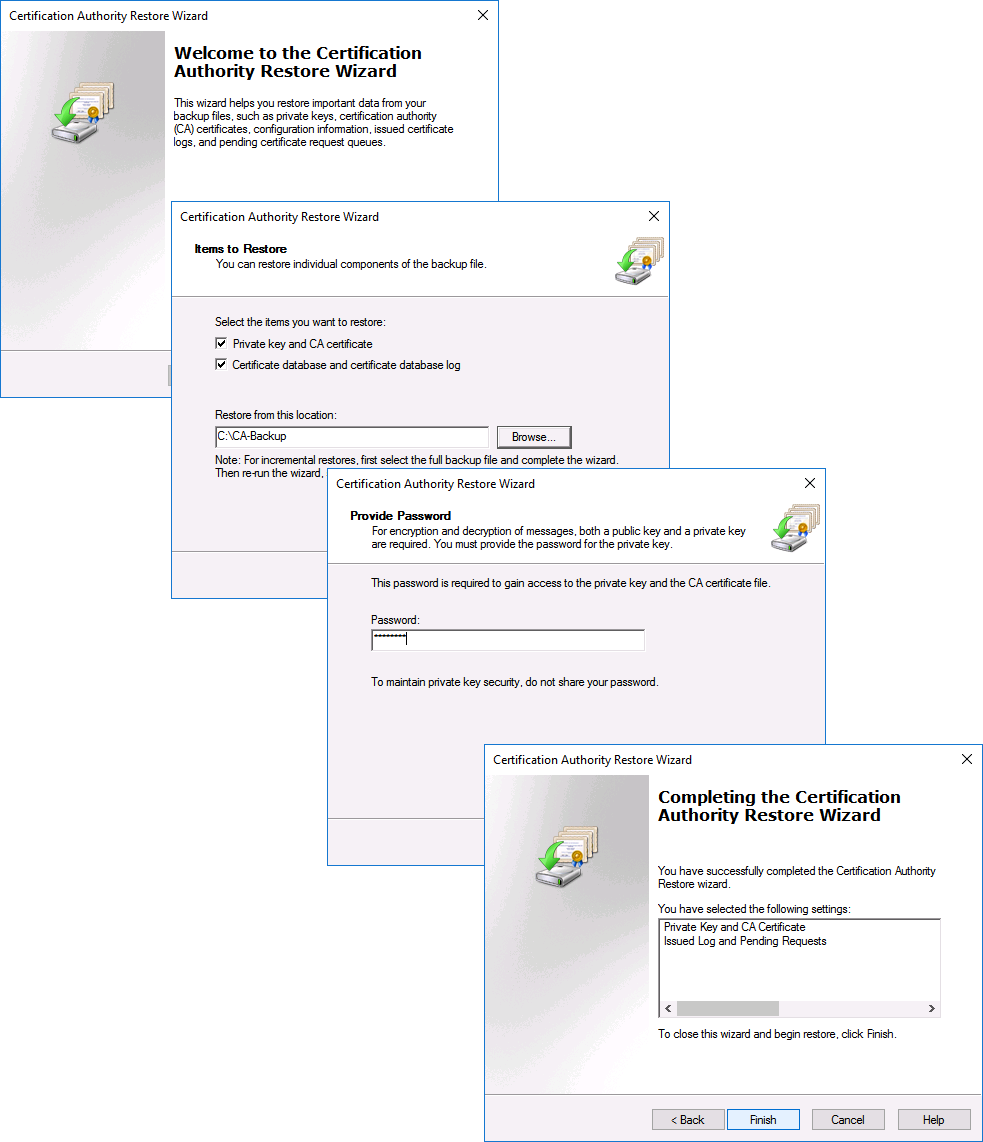 Certification Authority Restore Wizard
Welcome to the Certification
Authority Restore Wizard
This wizard helps you restore important data from your
backup files, such as private keys, certification authority
(CA) certificates, configuration information, issued certificate
logs, and pending certificate request queues.
Certification Authority Restore Wizard
Items to Restore
You can restore individual components of the backup file.
Select the items you want to restore:
Private key and CA certificate
Certificate database and certificate database log
Restore from this location:
C:\CA-Backup
Browse...
Note: For incremental restores, first select the full backup file and complete the wizard.
Then re-run the wizard,
Certification Authority Restore Wizard
Provide Password
For encryption and decryption of messages, both a public key and a private key
are required. You must provide the password for the private key.
This password is required to gain access to the private key and the CA certificate file.
Password:
********
To maintain private key security, do not share your password.
Certification Authority Restore Wizard
Completing the Certification
Authority Restore Wizard
You have successfully completed the Certification Authority
Restore wizard.
You have selected the following settings:
Private Key and CA Certificate
Issued Log and Pending Requests
To close this wizard and begin restore, click Finish.
< Back Finish Cancel Help